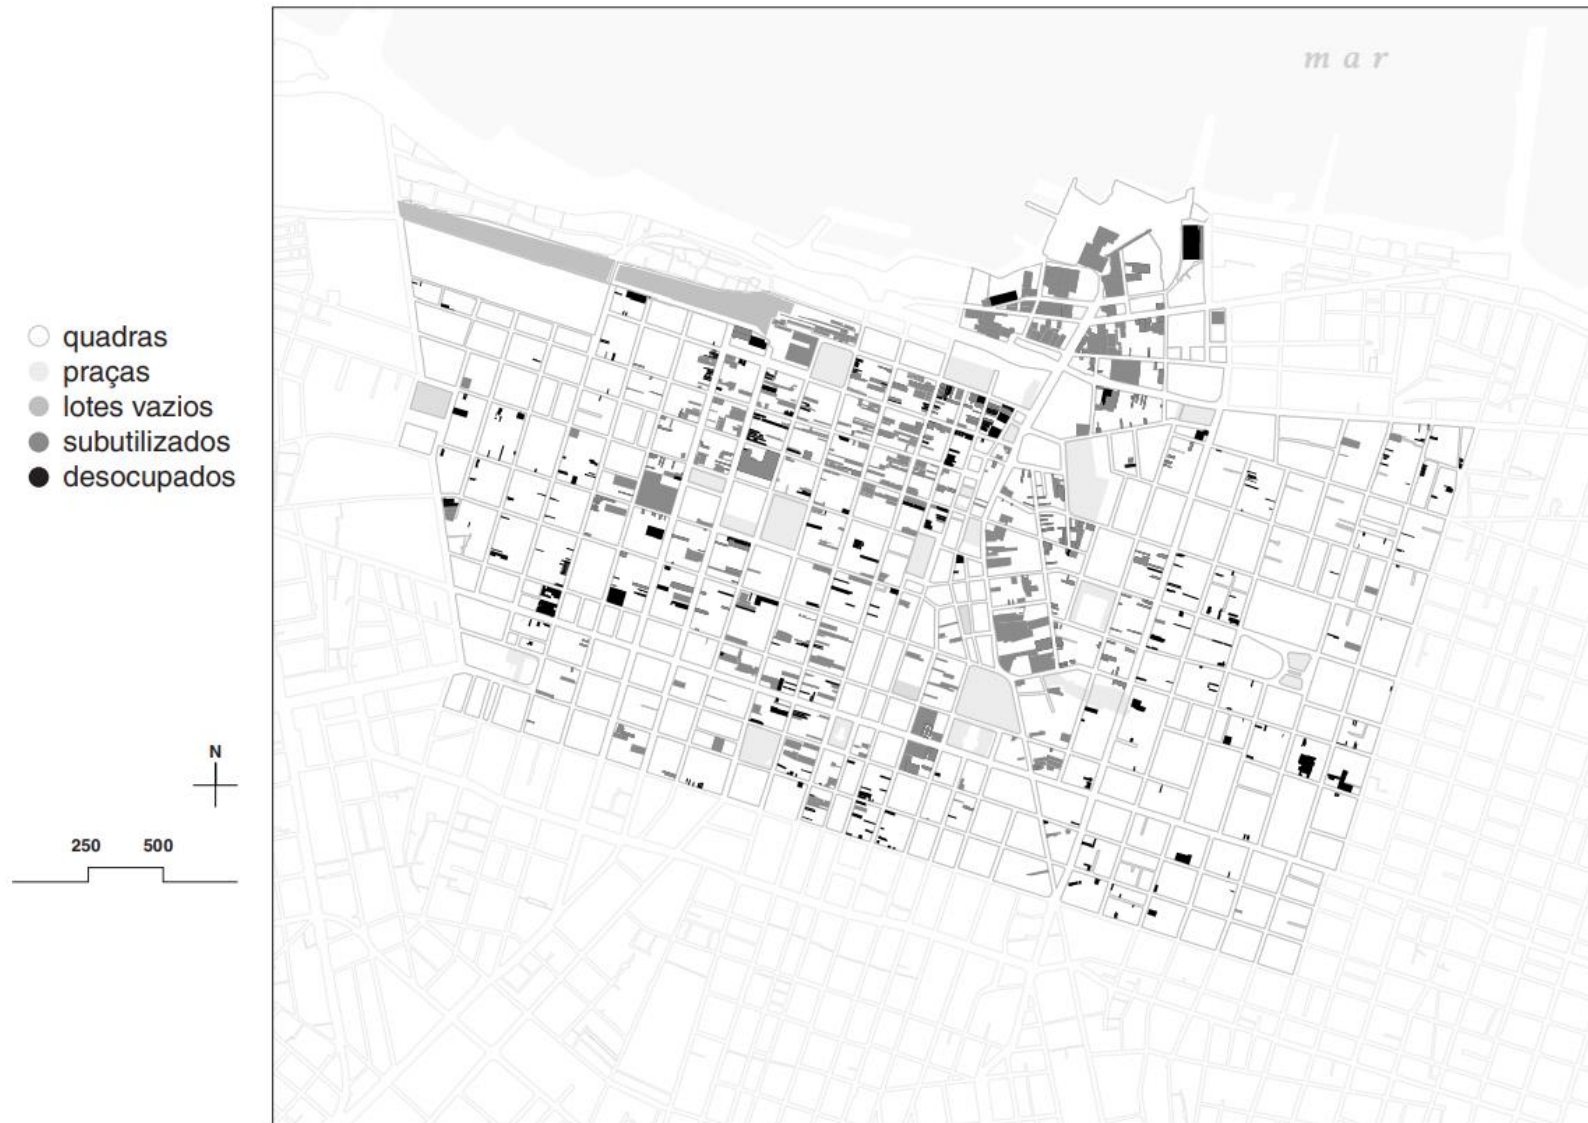 mar
quadras
praças
lotes vazios
subutilizados
desocupados
N
250 500